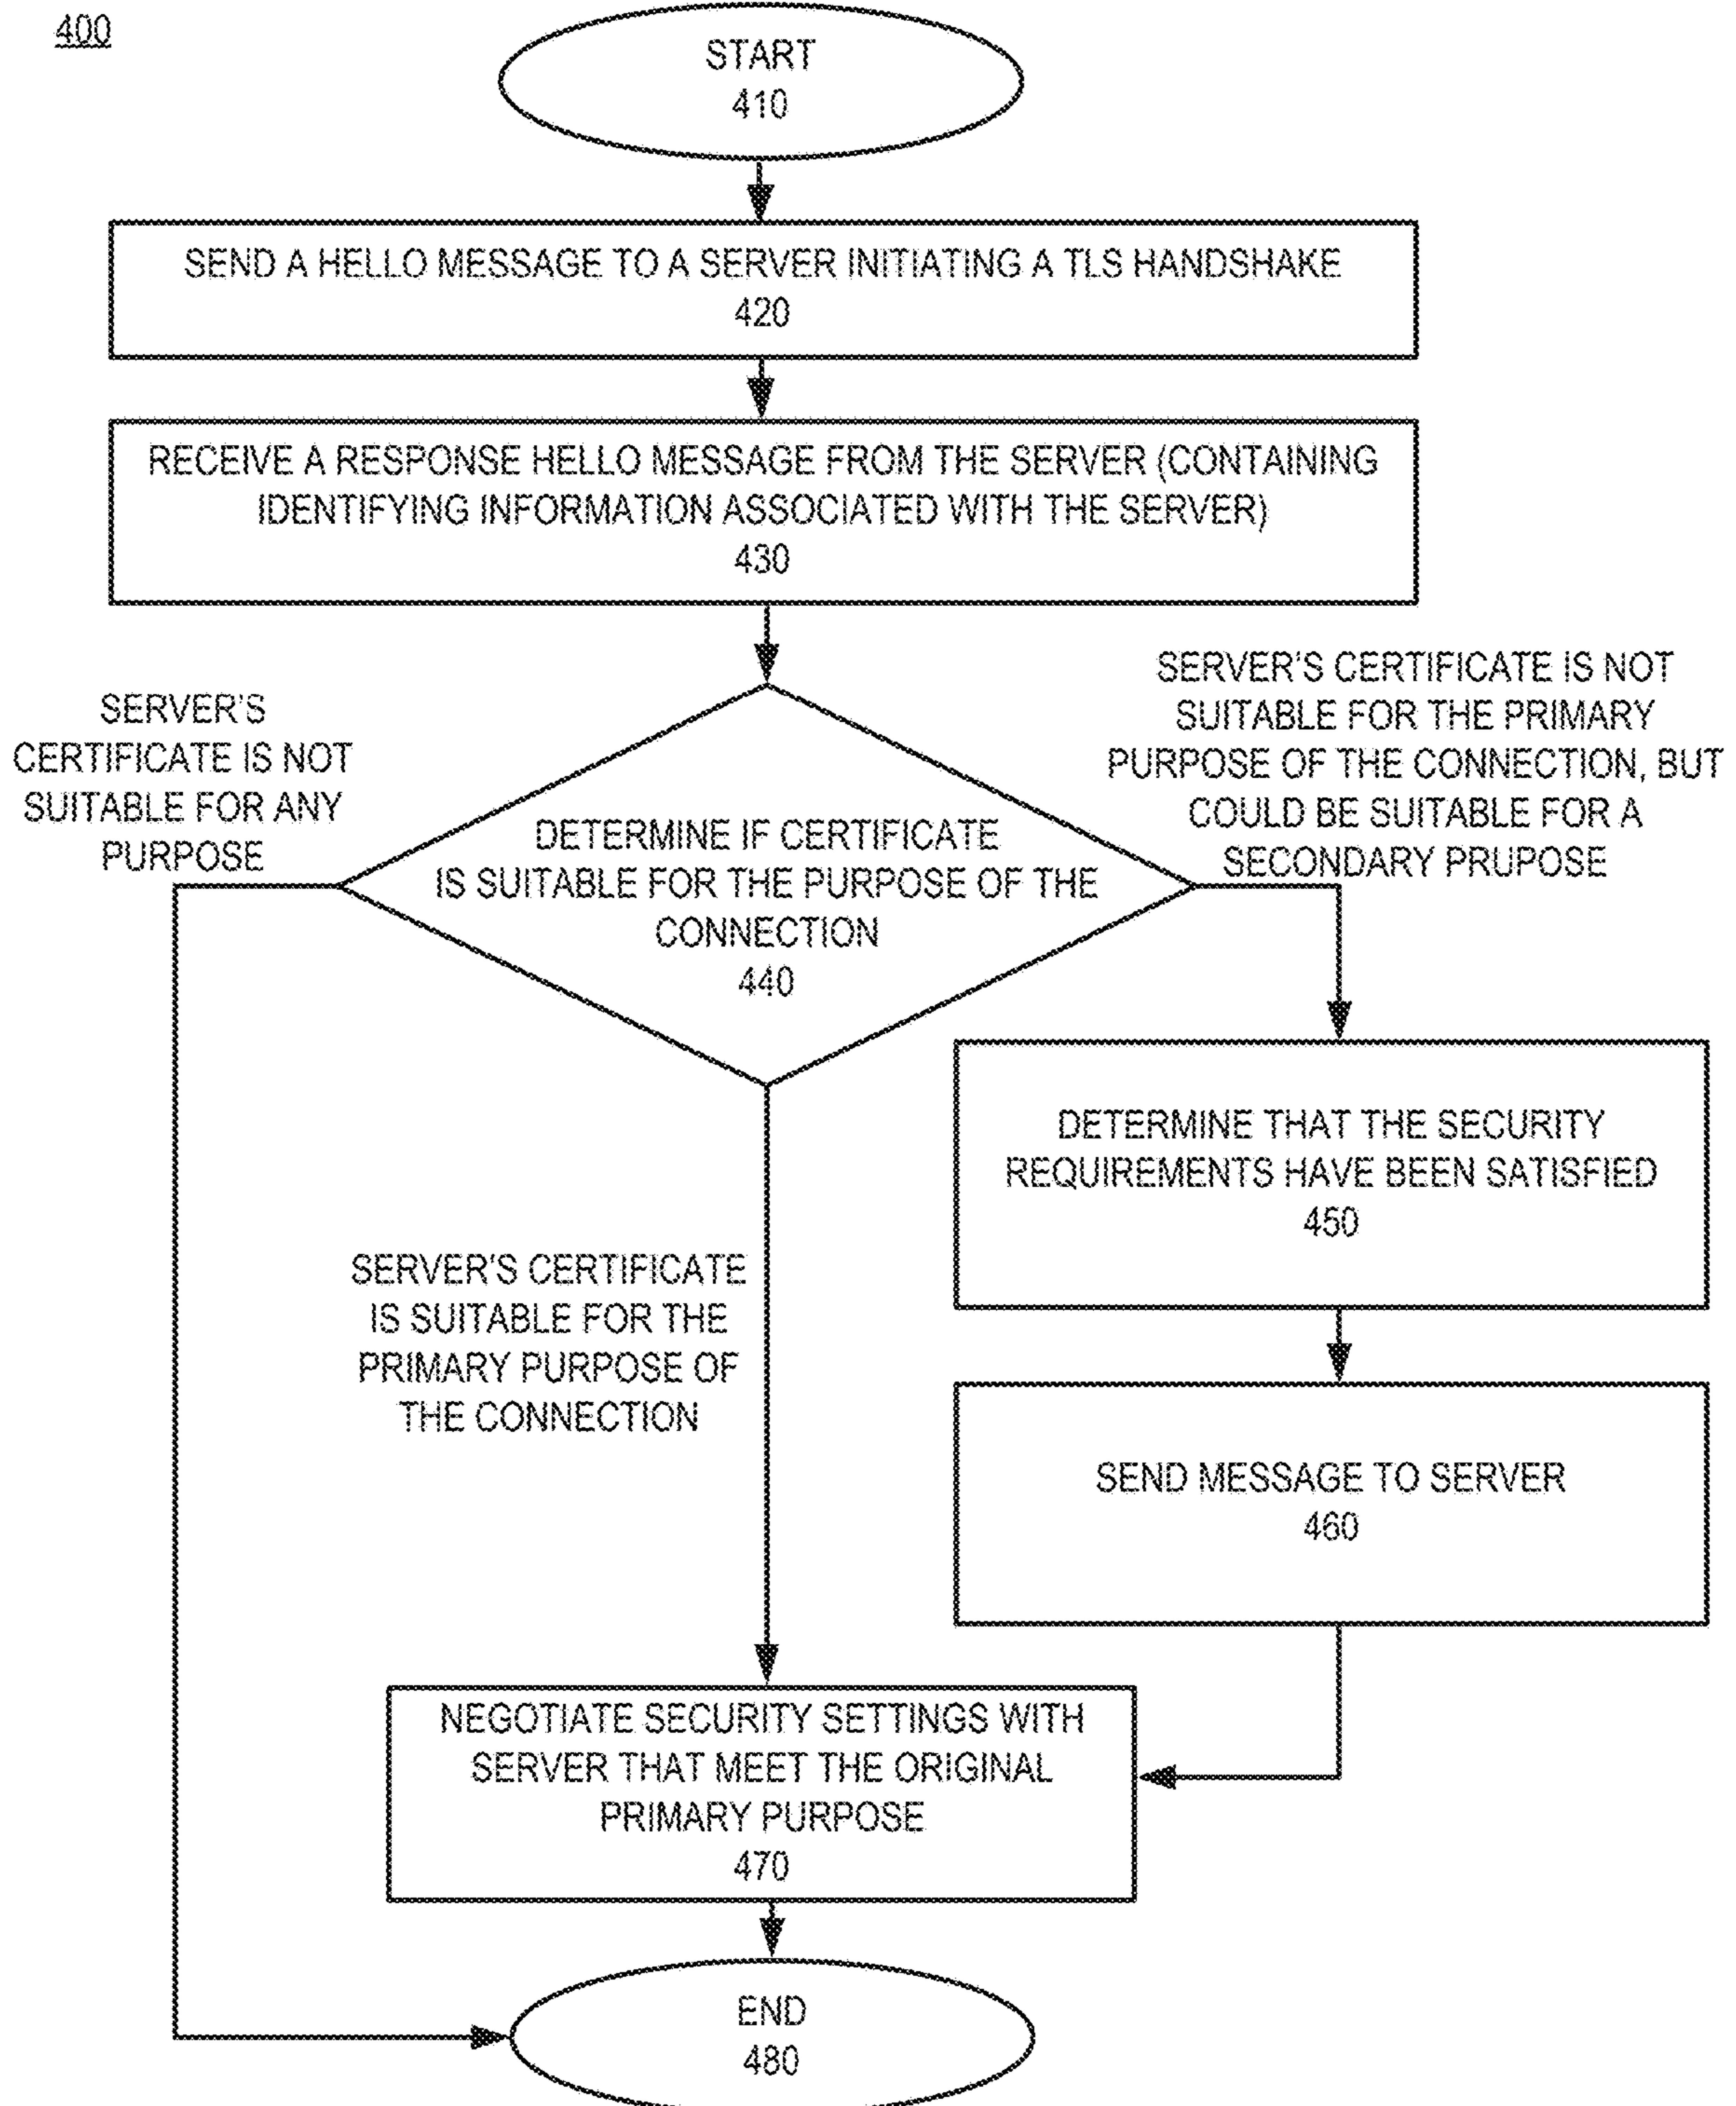 400
START
410
SEND A HELLO MESSAGE TO A SERVER INITIATING A TLS HANDSHAKE
420
RECEIVE A RESPONSE HELLO MESSAGE FROM THE SERVER (CONTAINING
IDENTIFYING INFORMATION ASSOCIATED WITH THE SERVER)
430
SERVER'S
CERTIFICATE IS NOT
SUITABLE FOR ANY
PURPOSE
SERVER'S CERTIFICATE IS NOT
SUITABLE FOR THE PRIMARY
PURPOSE OF THE CONNECTION, BUT
COULD BE SUITABLE FOR A
SECONDARY PRUPOSE
DETERMINE IF CERTIFICATE
IS SUITABLE FOR THE PURPOSE OF THE
CONNECTION
440
DETERMINE THAT THE SECURITY
REQUIREMENTS HAVE BEEN SATISFIED
450
SERVER'S CERTIFICATE
IS SUITABLE FOR THE
PRIMARY PURPOSE OF
THE CONNECTION
SEND MESSAGE TO SERVER
460
NEGOTIATE SECURITY SETTINGS WITH
SERVER THAT MEET THE ORIGINAL
PRIMARY PURPOSE
470
END
480